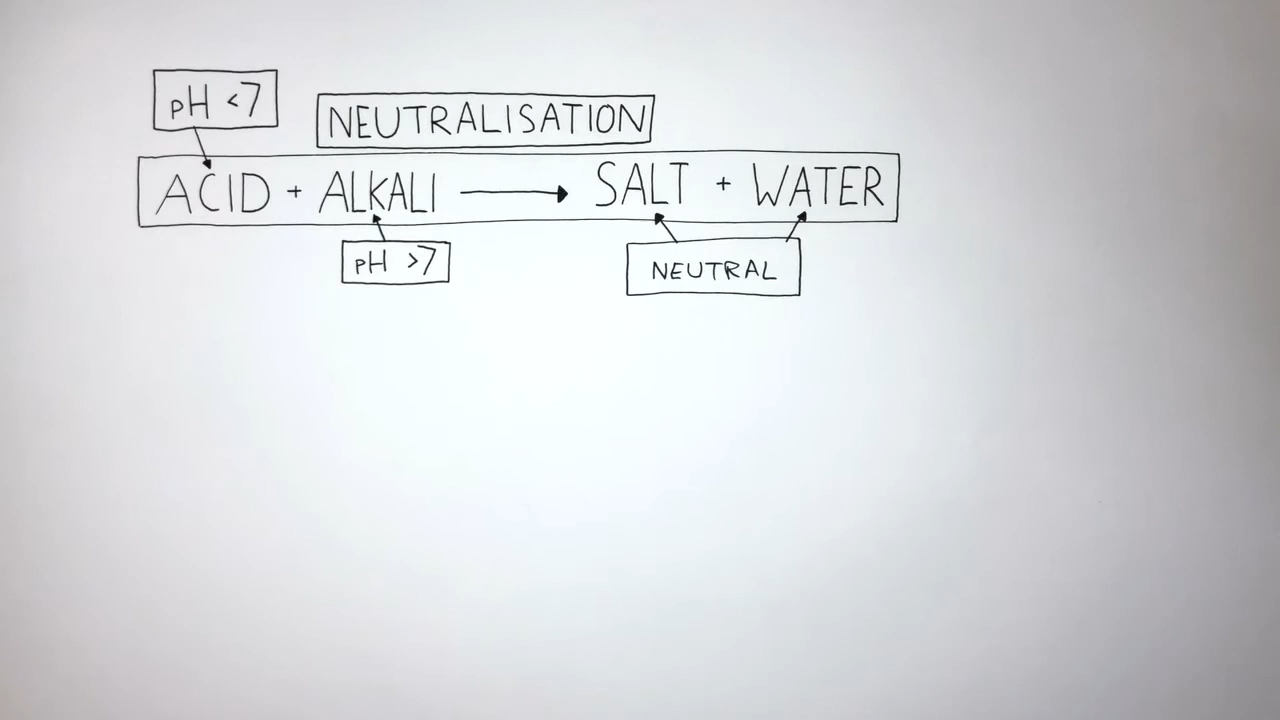 pH <7
NEUTRALISATION
ACID + ALKALI → SALT + WATER
pH >7
NEUTRAL